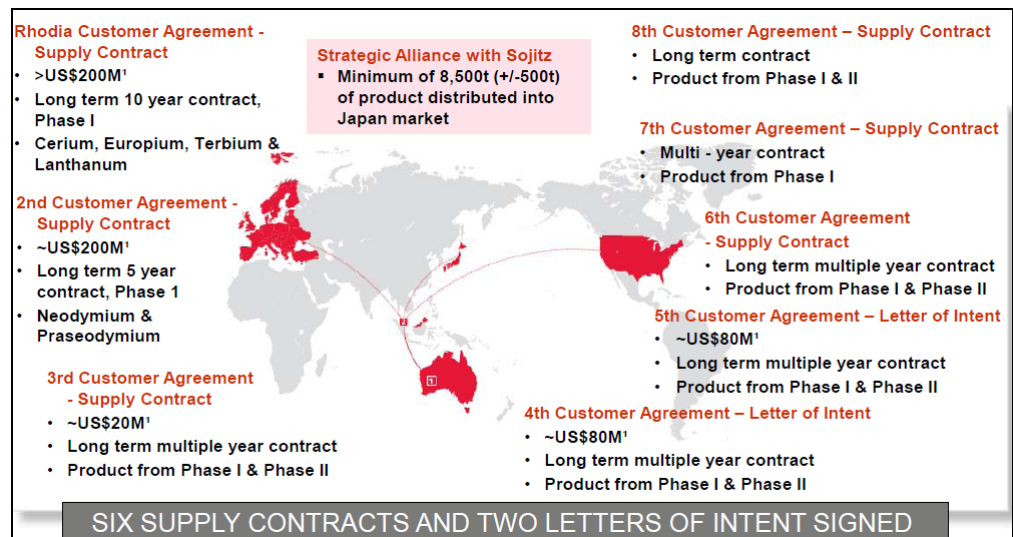 Rhodia Customer Agreement -
Supply Contract
• >US$200M¹
• Long term 10 year contract,
Phase I
• Cerium, Europium, Terbium &
Lanthanum
2nd Customer Agreement -
Supply Contract
• ~US$200M¹
• Long term 5 year
contract, Phase 1
• Neodymium &
Praseodymium
3rd Customer Agreement
- Supply Contract
• ~US$20M¹
• Long term multiple year contract
• Product from Phase I & Phase II
Strategic Alliance with Sojitz
▪ Minimum of 8,500t (+/-500t)
of product distributed into
Japan market
8th Customer Agreement – Supply Contract
• Long term contract
• Product from Phase I & II
7th Customer Agreement – Supply Contract
• Multi - year contract
• Product from Phase I
6th Customer Agreement
- Supply Contract
• Long term multiple year contract
• Product from Phase I & Phase II
5th Customer Agreement – Letter of Intent
• ~US$80M¹
• Long term multiple year contract
• Product from Phase I & Phase II
4th Customer Agreement – Letter of Intent
• ~US$80M¹
• Long term multiple year contract
• Product from Phase I & Phase II
2
1
SIX SUPPLY CONTRACTS AND TWO LETTERS OF INTENT SIGNED